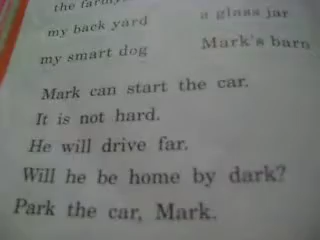 the
my back yard
a glass jar
my smart dog
Mark's barn
Mark can start the car.
It is not hard.
He will drive far.
Will he be home by dark?
Park the car, Mark.